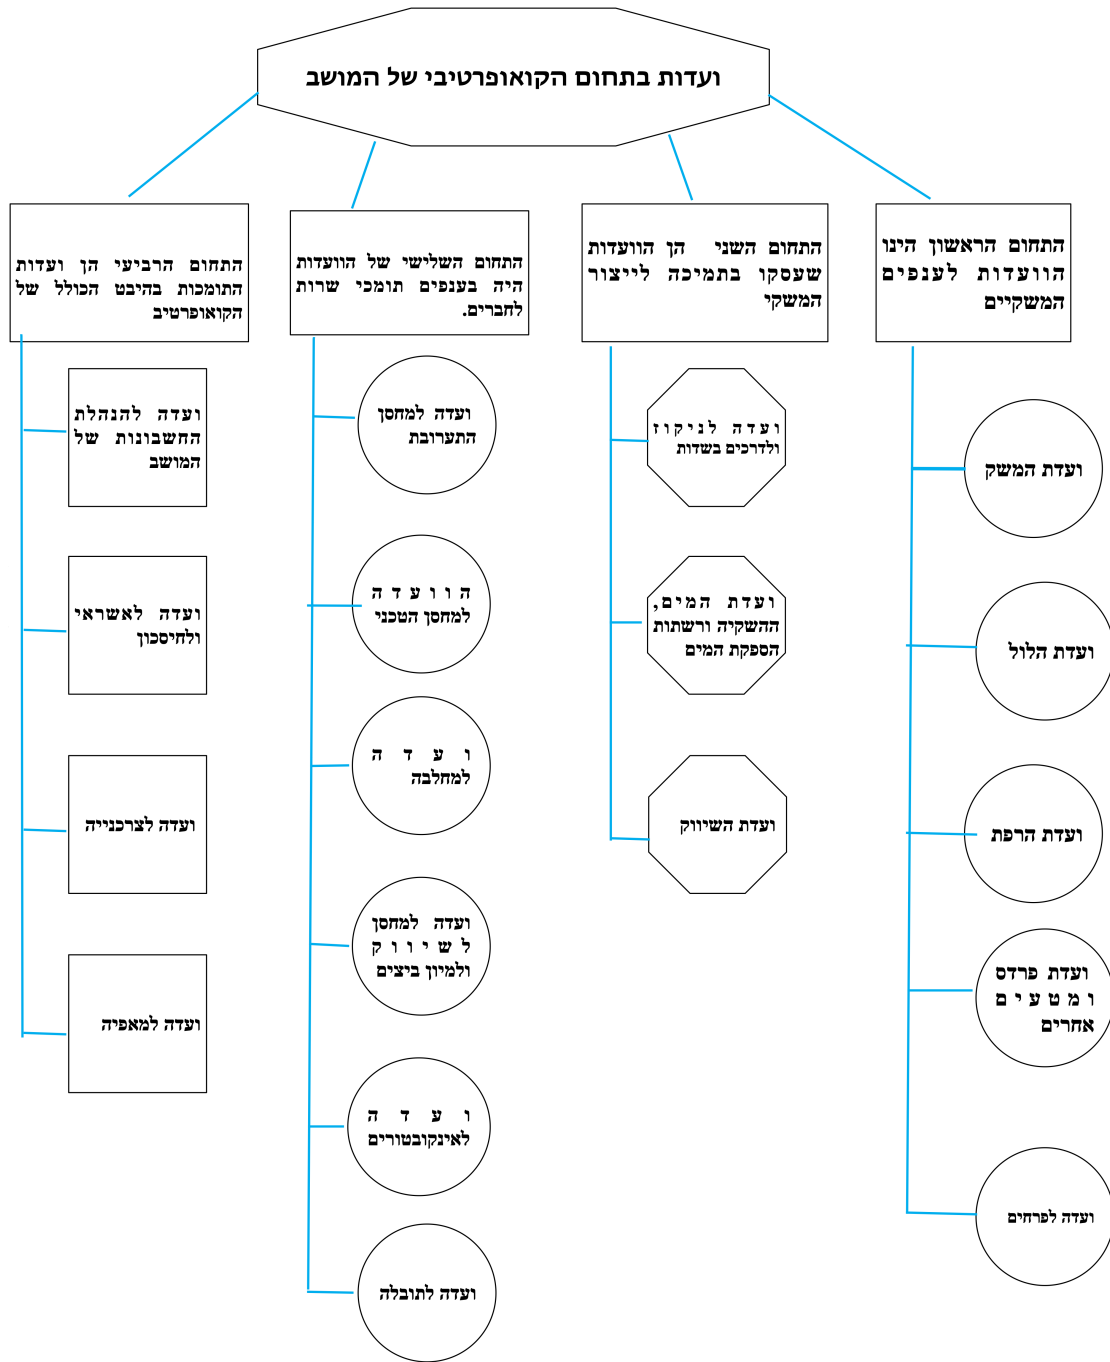 ועדות בתחום הקואופרטיבי של המושב
התחום הראשון הינו
הוועדות לענפים
המשקיים
ועדת המשק
ועדת הלול
ועדת הרפת
ועדת פרדס
ומטעים
אחרים
ועדה לפרחים
התחום השני הן הוועדות
שעסקו בתמיכה לייצור
המשקי
ועדה לניקוז
ולדרכים בשדות
ועדת המים,
ההשקיה ורשתות
הספקת המים
ועדת השיווק
התחום השלישי של הוועדות
היה בענפים תומכי שרות
לחברים.
ועדה למחסן
התערובת
הוועדה
למחסן הטכני
ועדה
למחלבה
ועדה למחסן
לשיווק
ולמיון ביצים
ועדה
לאינקובטורים
ועדה לתובלה
התחום הרביעי הן ועדות
התומכות בהיבט הכולל של
הקואופרטיב
ועדה להנהלת
החשבונות של
המושב
ועדה לאשראי
ולחיסכון
ועדה לצרכנייה
ועדה למאפיה